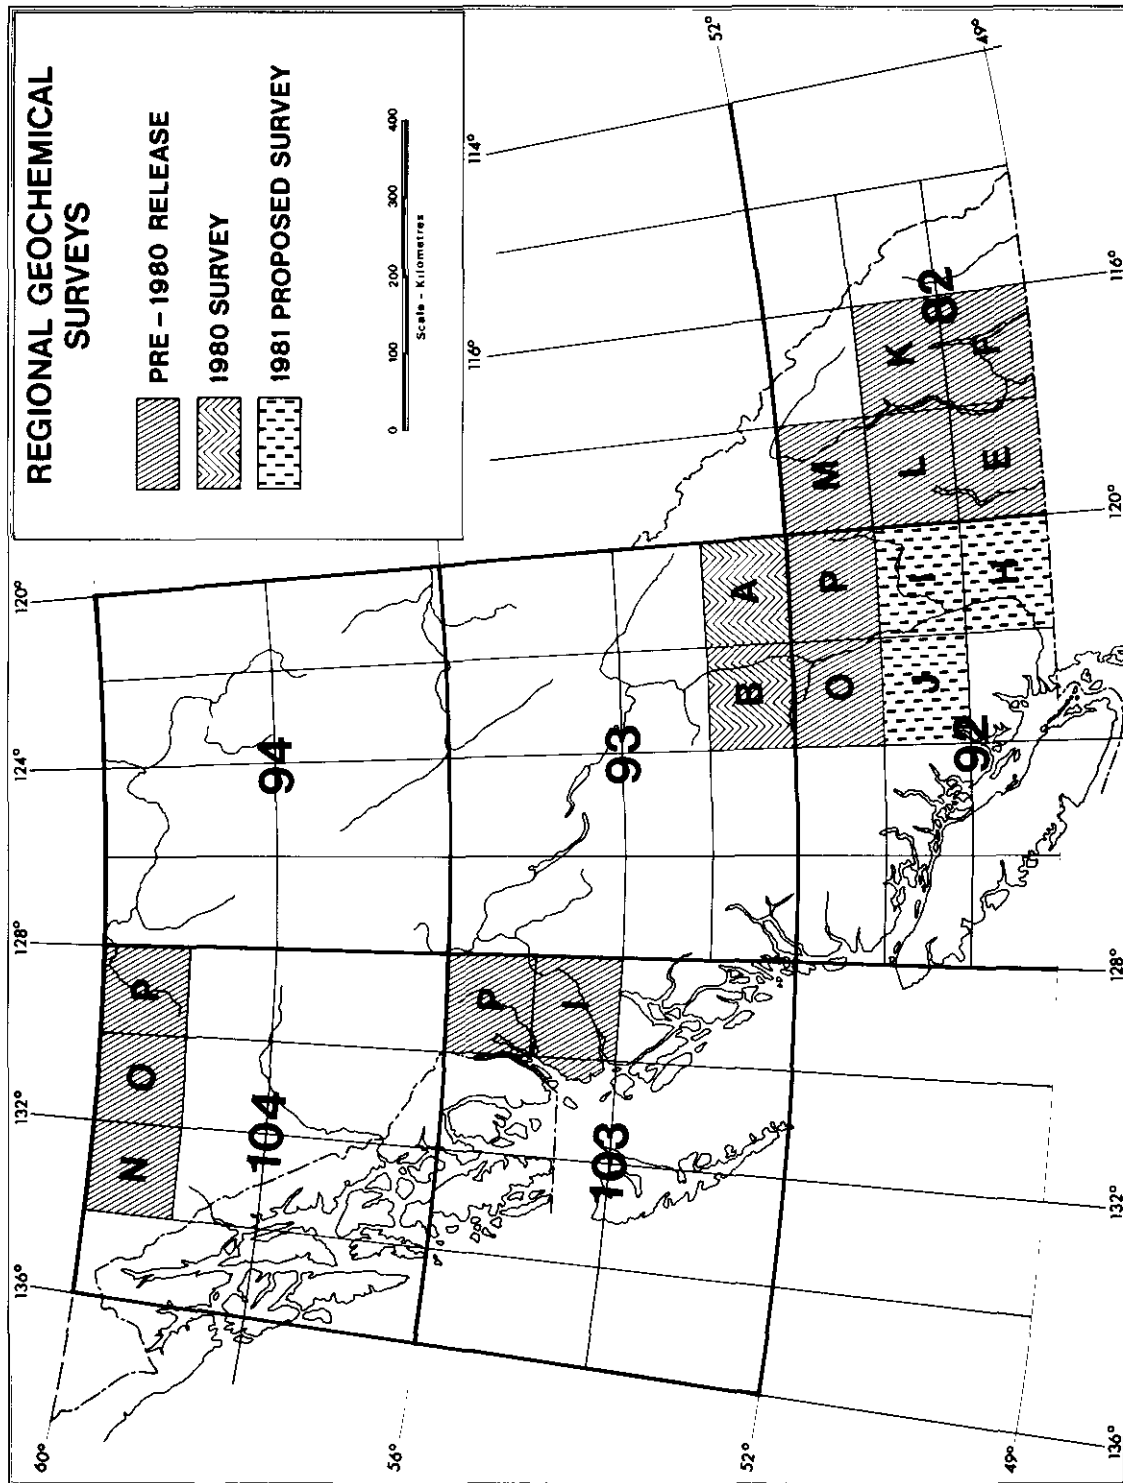 REGIONAL GEOCHEMICAL
SURVEYS
PRE-1980 RELEASE
1980 SURVEY
1981 PROPOSED SURVEY
0 100 200 300 400
Scale - Kilometres
60°
136°
132°
128°
124°
120°
116°
114°
52°
49°
N O P
104
94
56°
P
I
103
93
B A
O P M
J I L K
92 H E F
82
52°
49°
136°
132°
128°
120°
116°